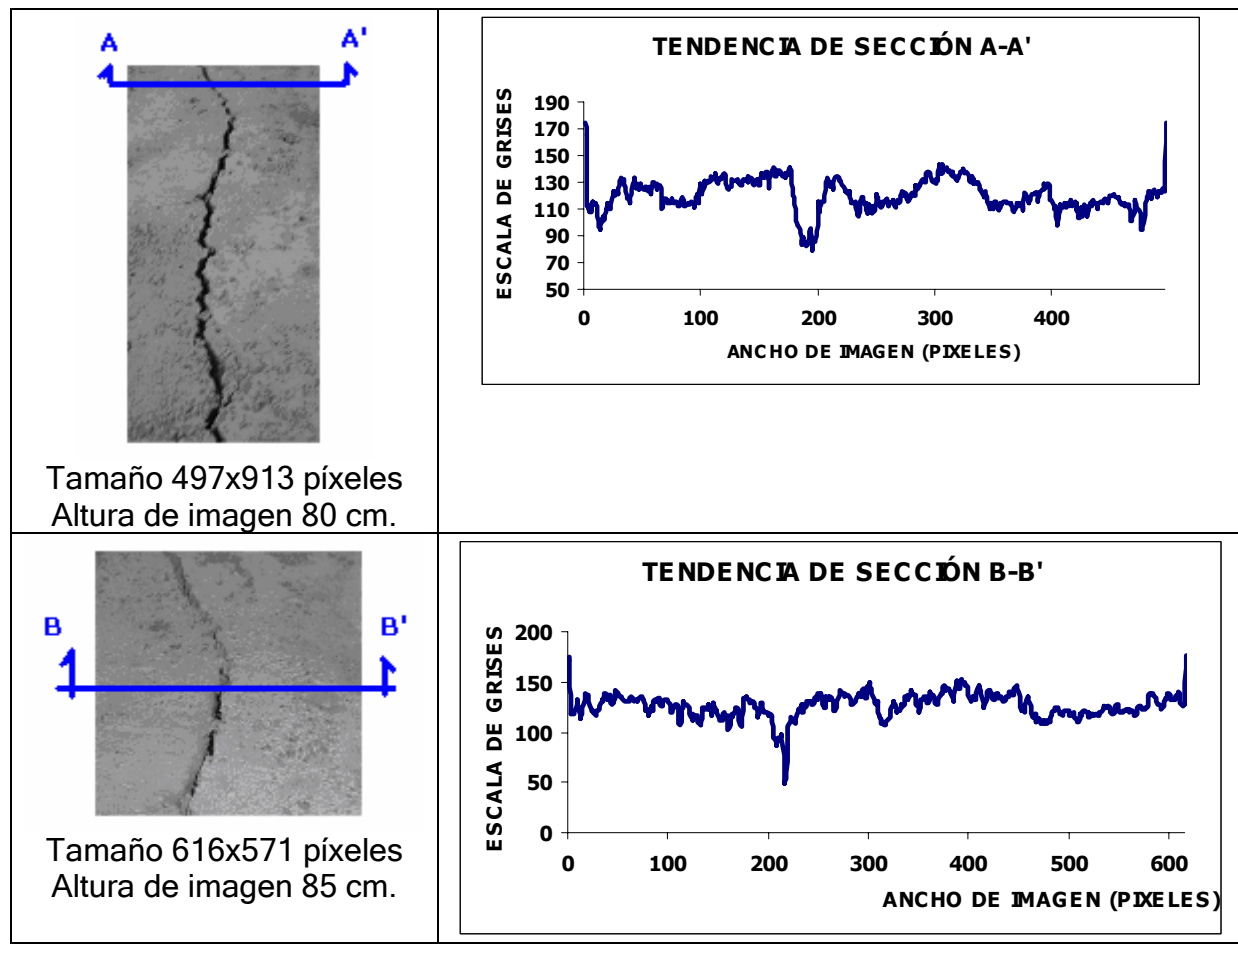 A A'
Tamaño 497x913 píxeles
Altura de imagen 80 cm.
TENDENCIA DE SECCIÓN A-A'
ESCALA DE GRISES
190
170
150
130
110
90
70
50
0 100 200 300 400
ANCHO DE IMAGEN (PIXELES)
B B'
Tamaño 616x571 píxeles
Altura de imagen 85 cm.
TENDENCIA DE SECCIÓN B-B'
ESCALA DE GRISES
200
150
100
50
0
0 100 200 300 400 500 600
ANCHO DE IMAGEN (PIXELES)